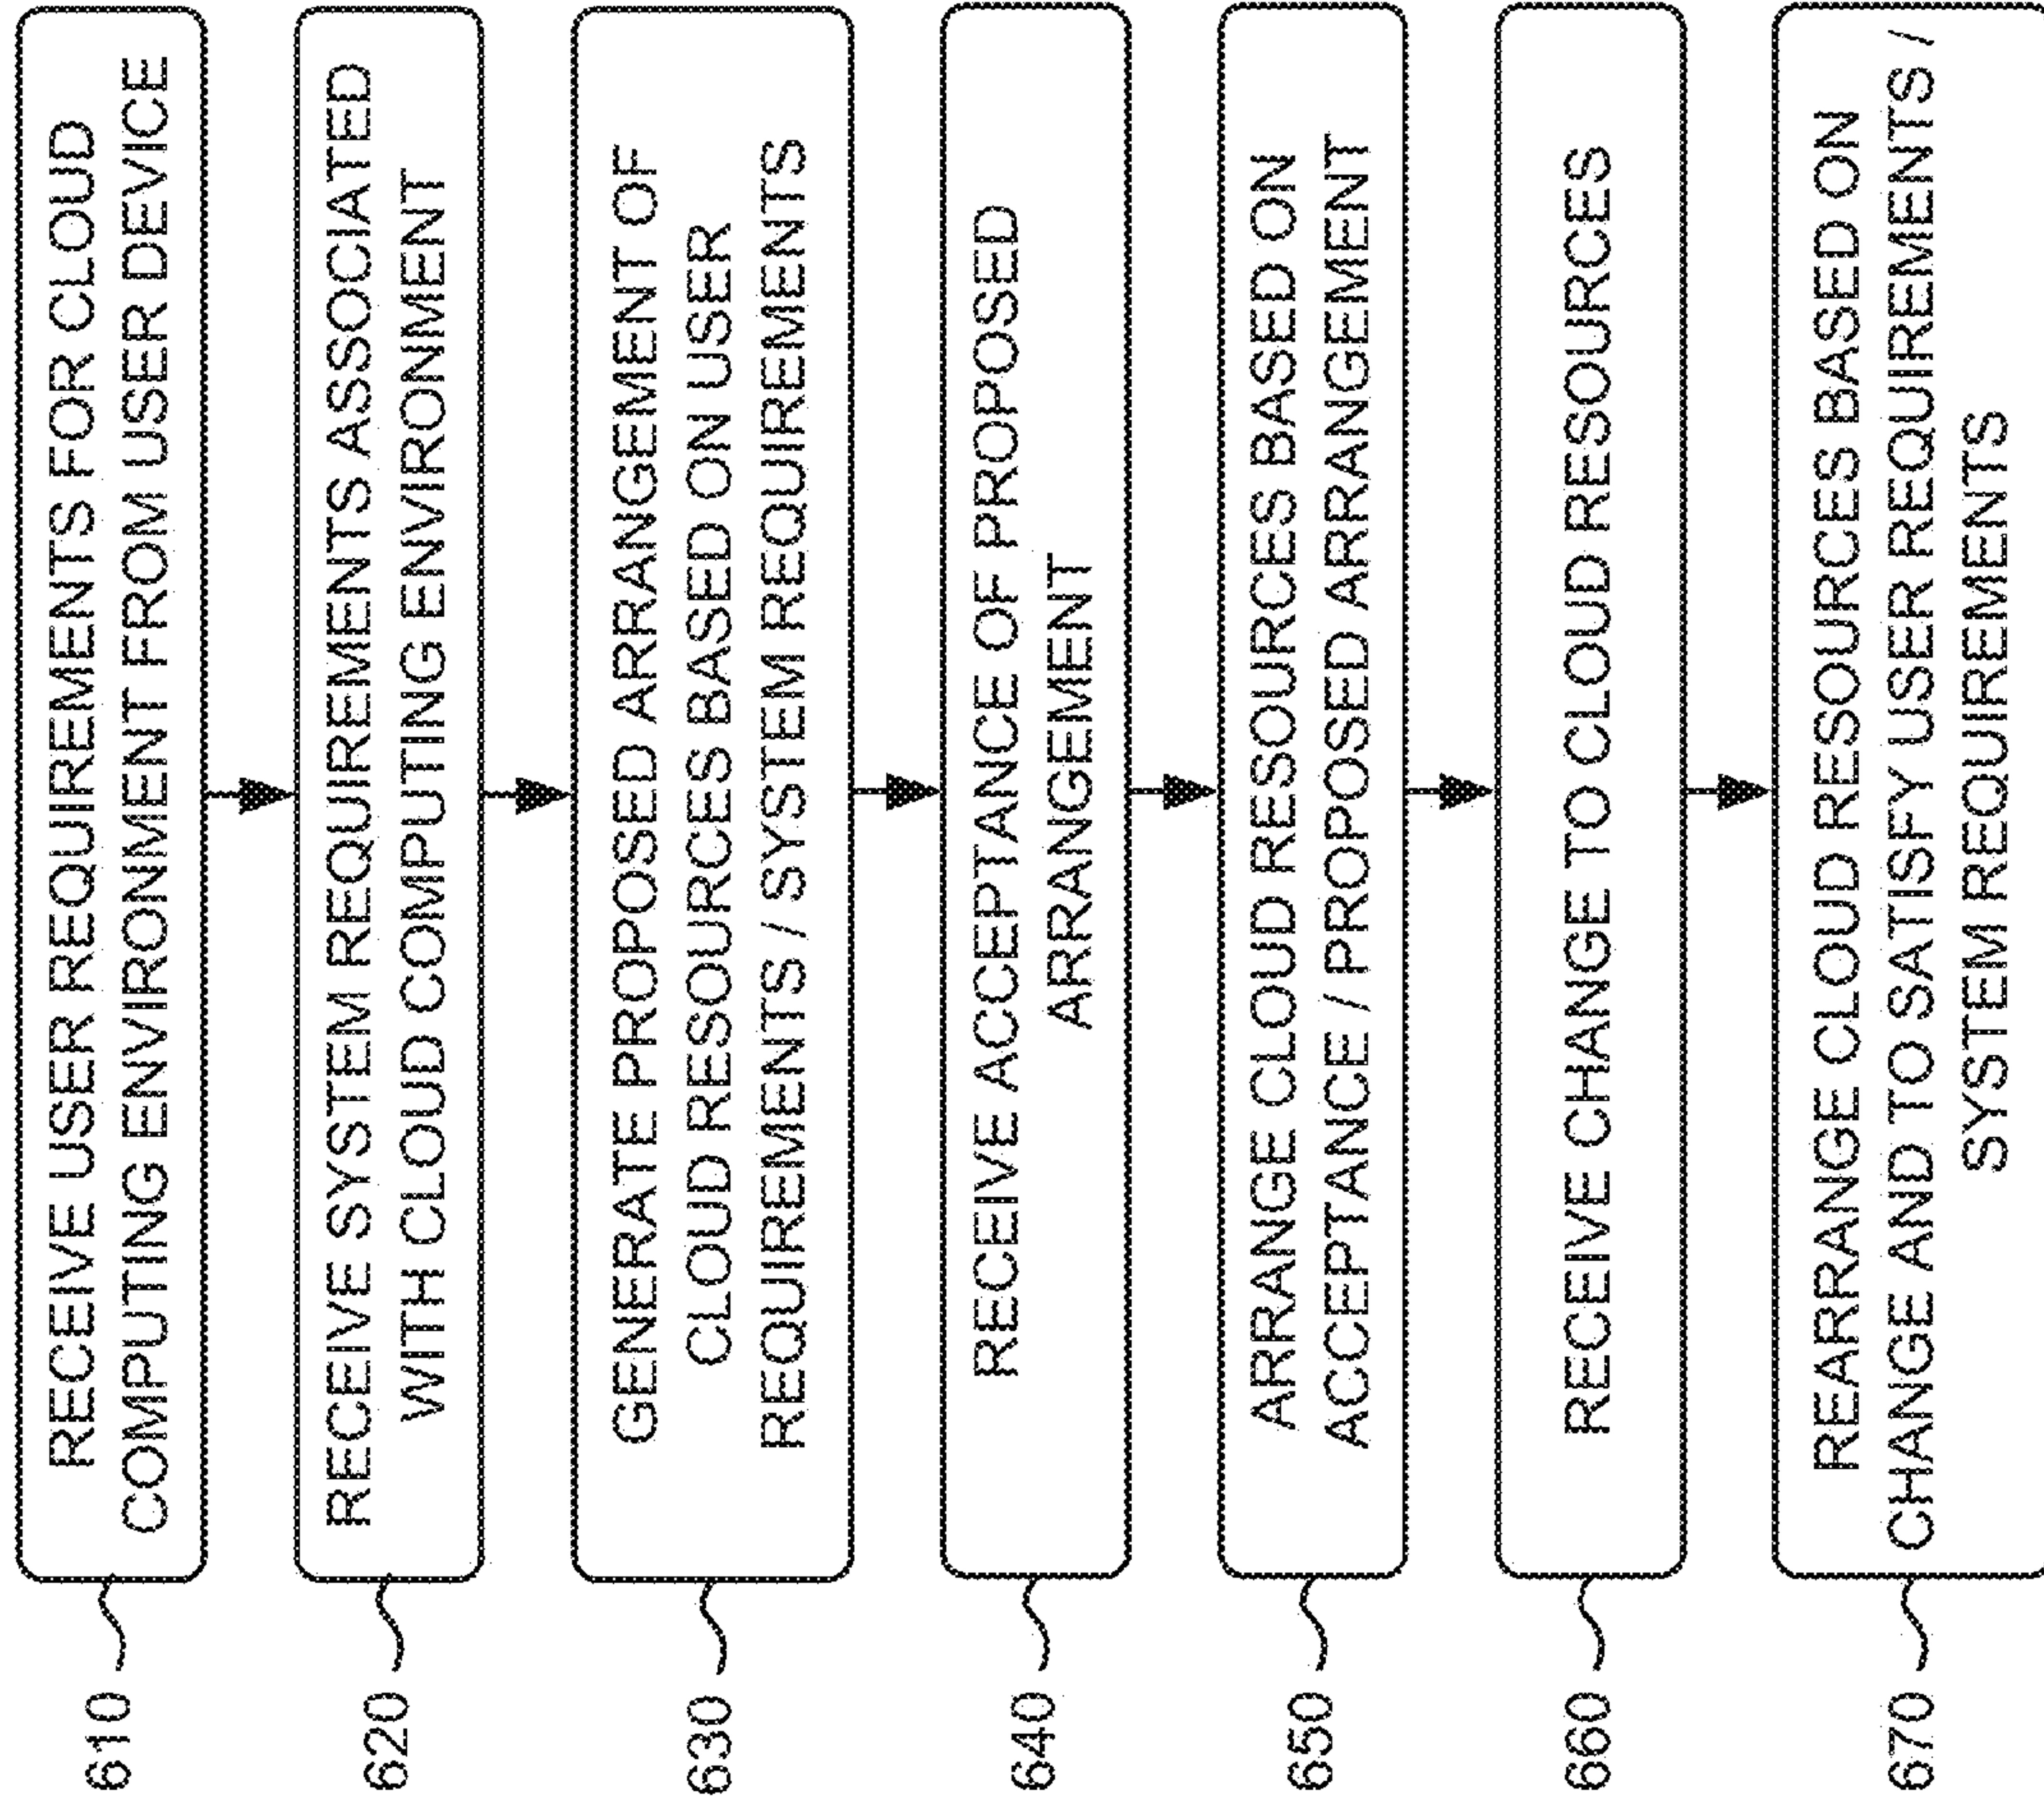 610
RECEIVE USER REQUIREMENTS FOR CLOUD
COMPUTING ENVIRONMENT FROM USER DEVICE
620
RECEIVE SYSTEM REQUIREMENTS ASSOCIATED
WITH CLOUD COMPUTING ENVIRONMENT
630
GENERATE PROPOSED ARRANGEMENT OF
CLOUD RESOURCES BASED ON USER
REQUIREMENTS / SYSTEM REQUIREMENTS
640
RECEIVE ACCEPTANCE OF PROPOSED
ARRANGEMENT
650
ARRANGE CLOUD RESOURCES BASED ON
ACCEPTANCE / PROPOSED ARRANGEMENT
660
RECEIVE CHANGE TO CLOUD RESOURCES
670
REARRANGE CLOUD RESOURCES BASED ON
CHANGE AND TO SATISFY USER REQUIREMENTS /
SYSTEM REQUIREMENTS